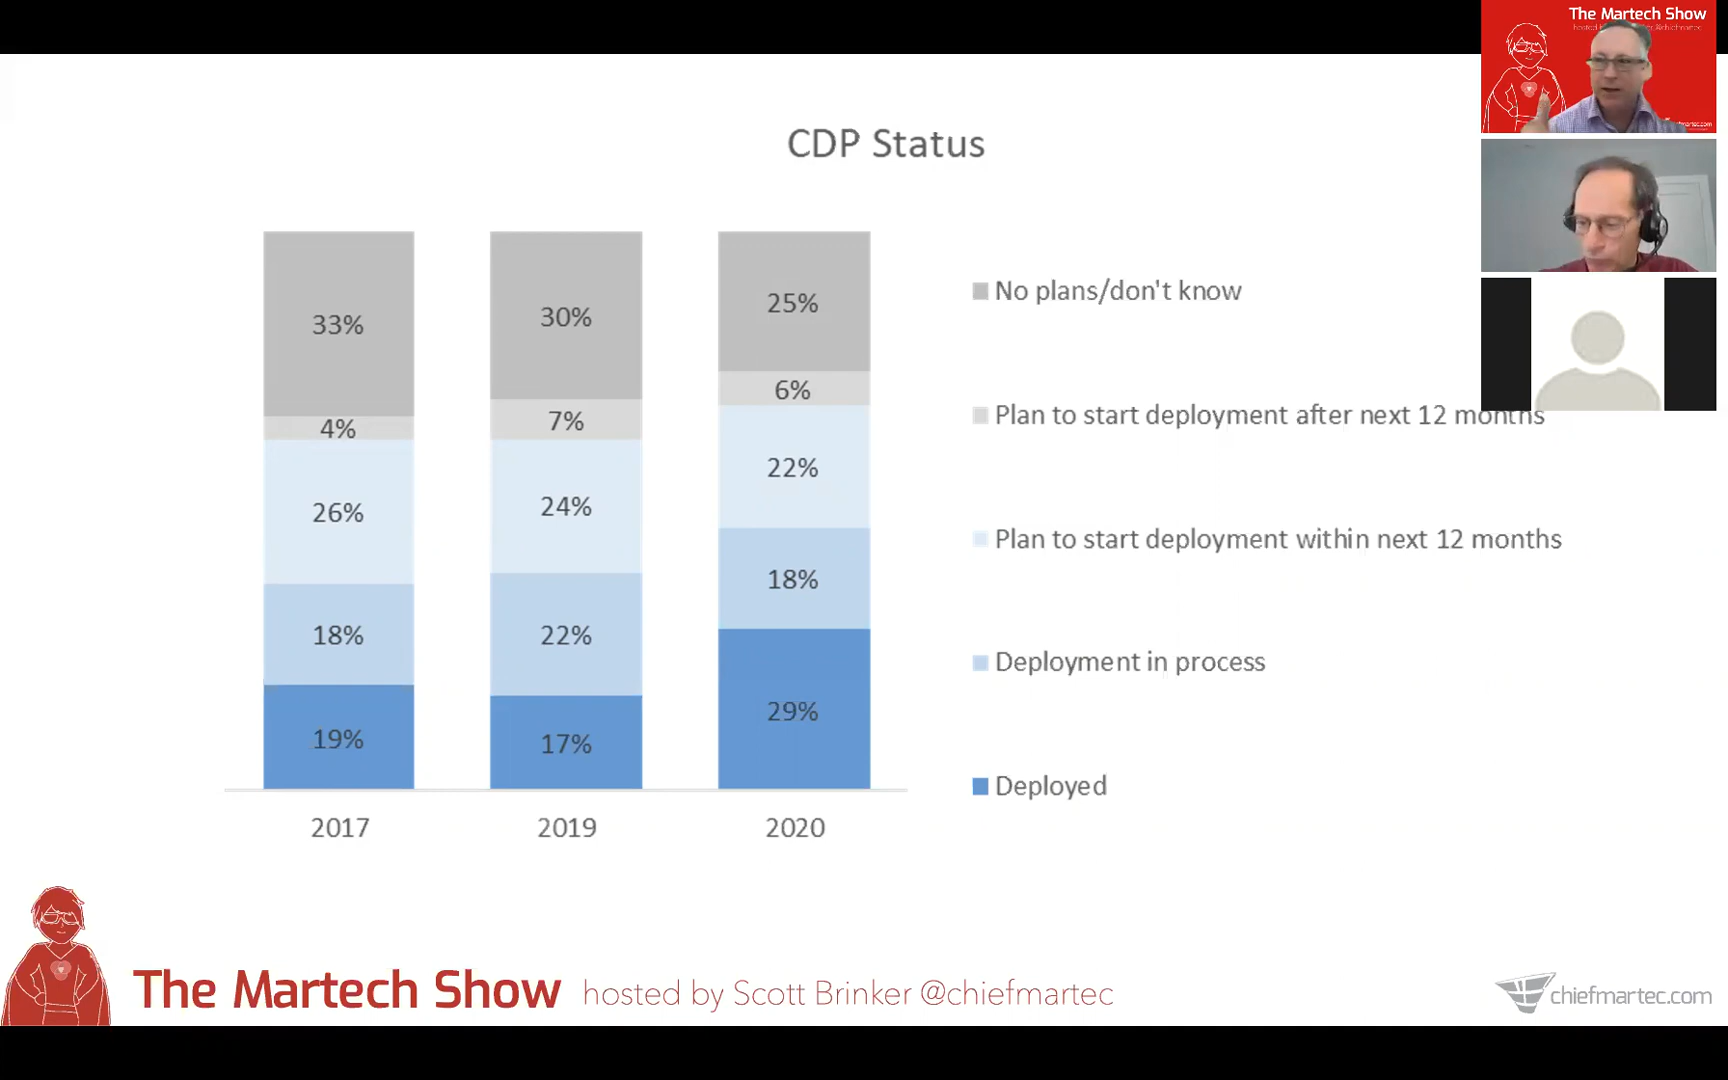 The Martech Show
CDP Status
33%
30%
25%
No plans/don't know
4%
7%
6%
Plan to start deployment after next 12 months
26%
24%
22%
Plan to start deployment within next 12 months
18%
22%
18%
Deployment in process
19%
17%
29%
Deployed
2017
2019
2020
The Martech Show hosted by Scott Brinker @chiefmartec
chiefmartec.com